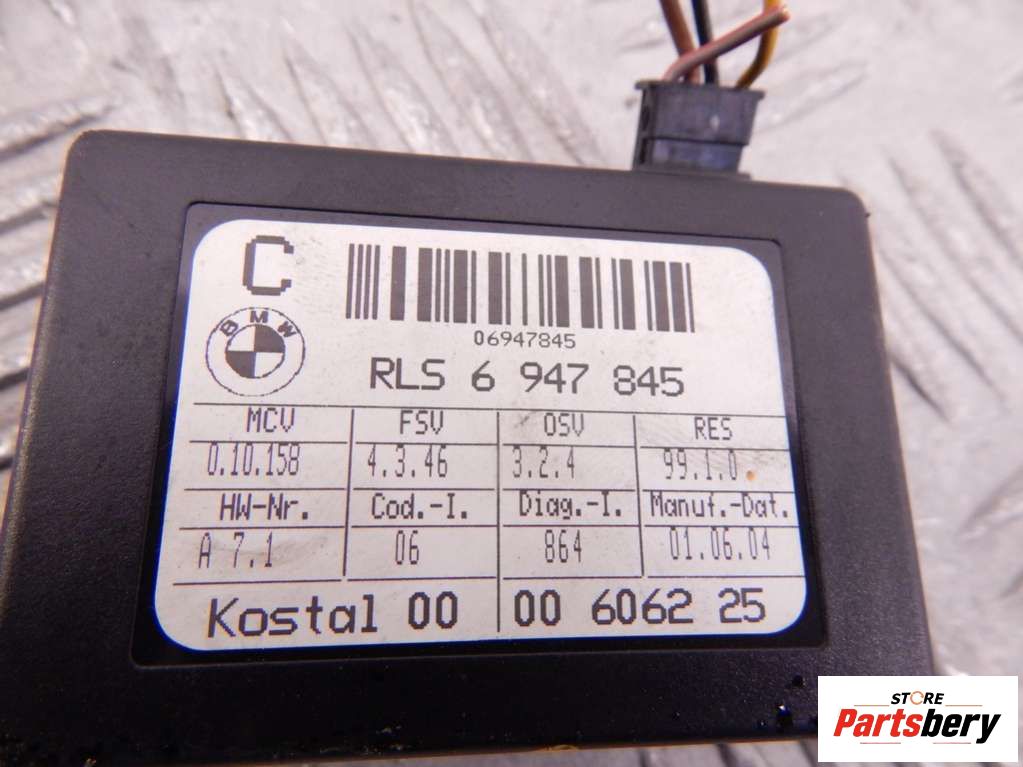 C
BMW
06947845
RLS 6 947 845
MCV FSV OSV RES
0.10.158 4.3.46 3.2.4 99.1.0
HW-Nr. Cod.-I. Diag.-I. Manuf.-Dat.
A 7.1 06 864 01.06.04
Kostal 00 00 6062 25
STORE
Partsbery